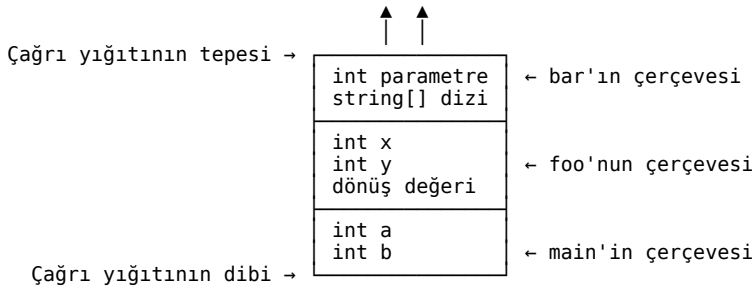 Çağrı yığıtının tepesi →
int parametre
string[] dizi
← bar'ın çerçevesi
int x
int y
dönüş değeri
← foo'nun çerçevesi
int a
int b
← main'in çerçevesi
Çağrı yığıtının dibi →